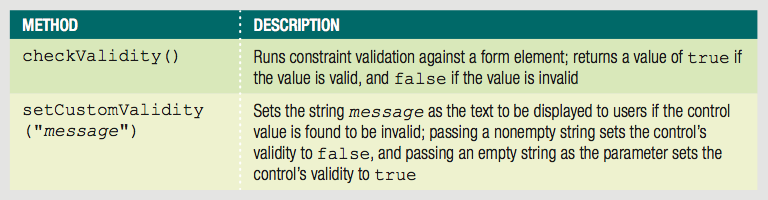 METHOD DESCRIPTION
checkValidity() Runs constraint validation against a form element; returns a value of true if
the value is valid, and false if the value is invalid
setCustomValidity Sets the string message as the text to be displayed to users if the control
("message") value is found to be invalid; passing a nonempty string sets the control's
validity to false, and passing an empty string as the parameter sets the
control's validity to true